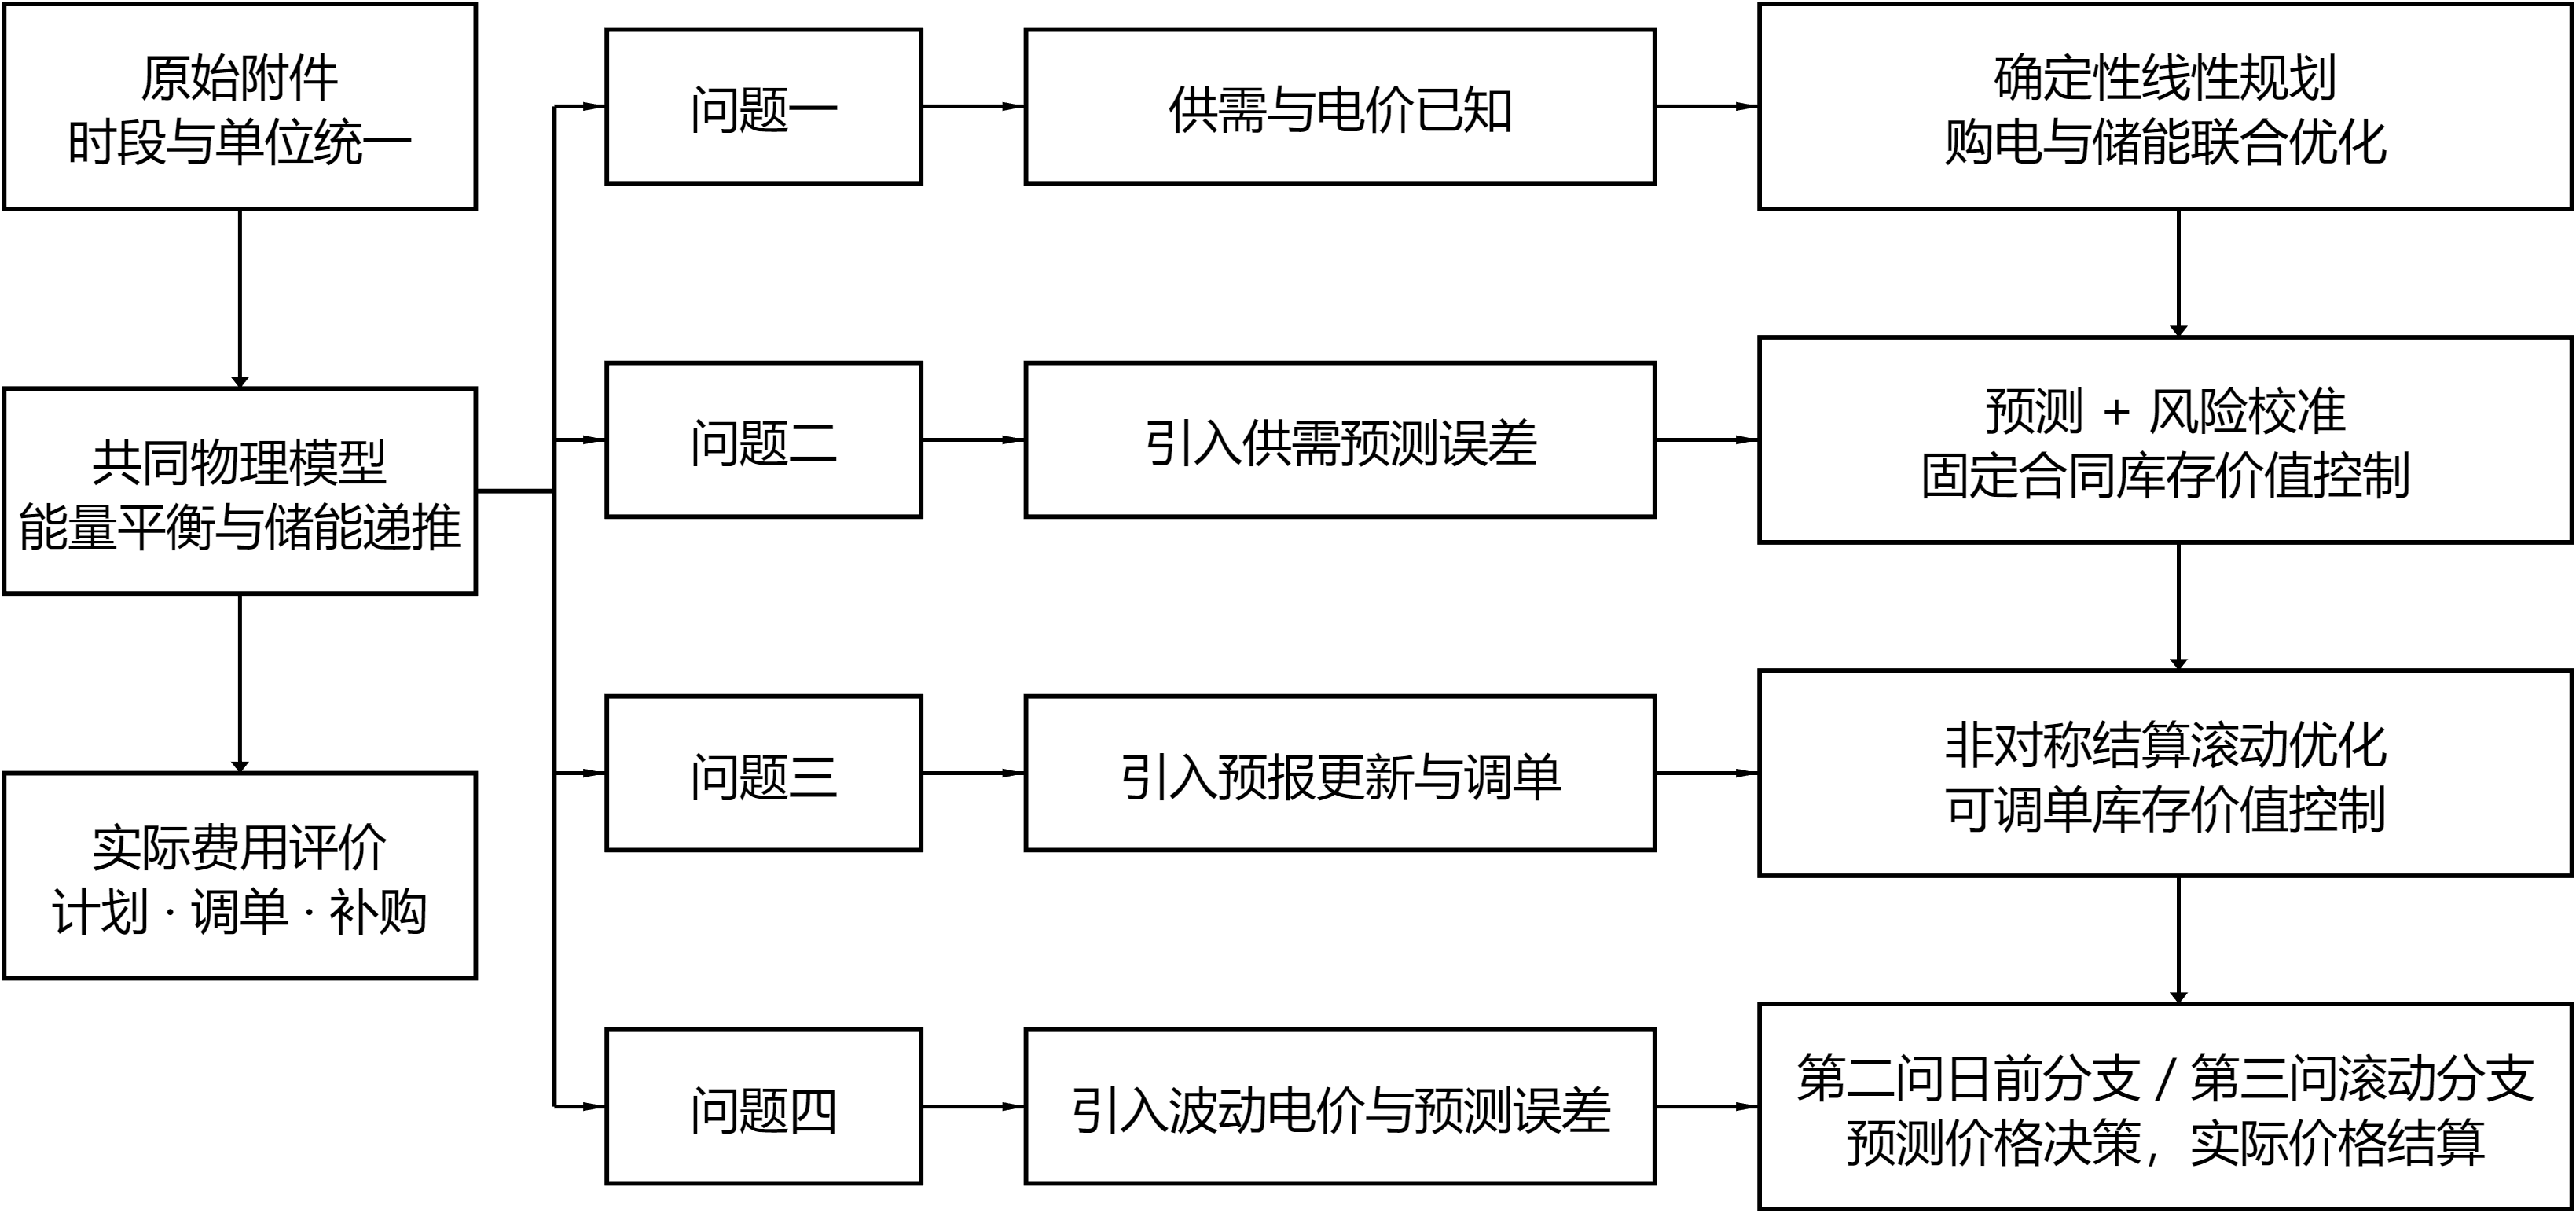 原始附件
时段与单位统一
共同物理模型
能量平衡与储能递推
实际费用评价
计划 · 调单 · 补购
问题一
供需与电价已知
确定性线性规划
购电与储能联合优化
问题二
引入供需预测误差
预测 + 风险校准
固定合同库存价值控制
问题三
引入预报更新与调单
非对称结算滚动优化
可调单库存价值控制
问题四
引入波动电价与预测误差
第二问日前分支 / 第三问滚动分支
预测价格决策，实际价格结算